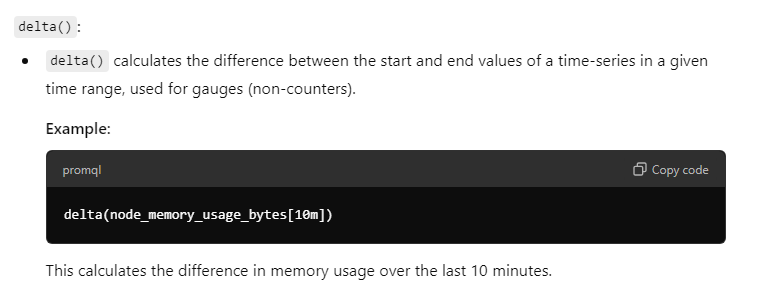 delta():
• delta() calculates the difference between the start and end values of a time-series in a given
time range, used for gauges (non-counters).
Example:
promql Copy code
delta(node_memory_usage_bytes[10m])
This calculates the difference in memory usage over the last 10 minutes.